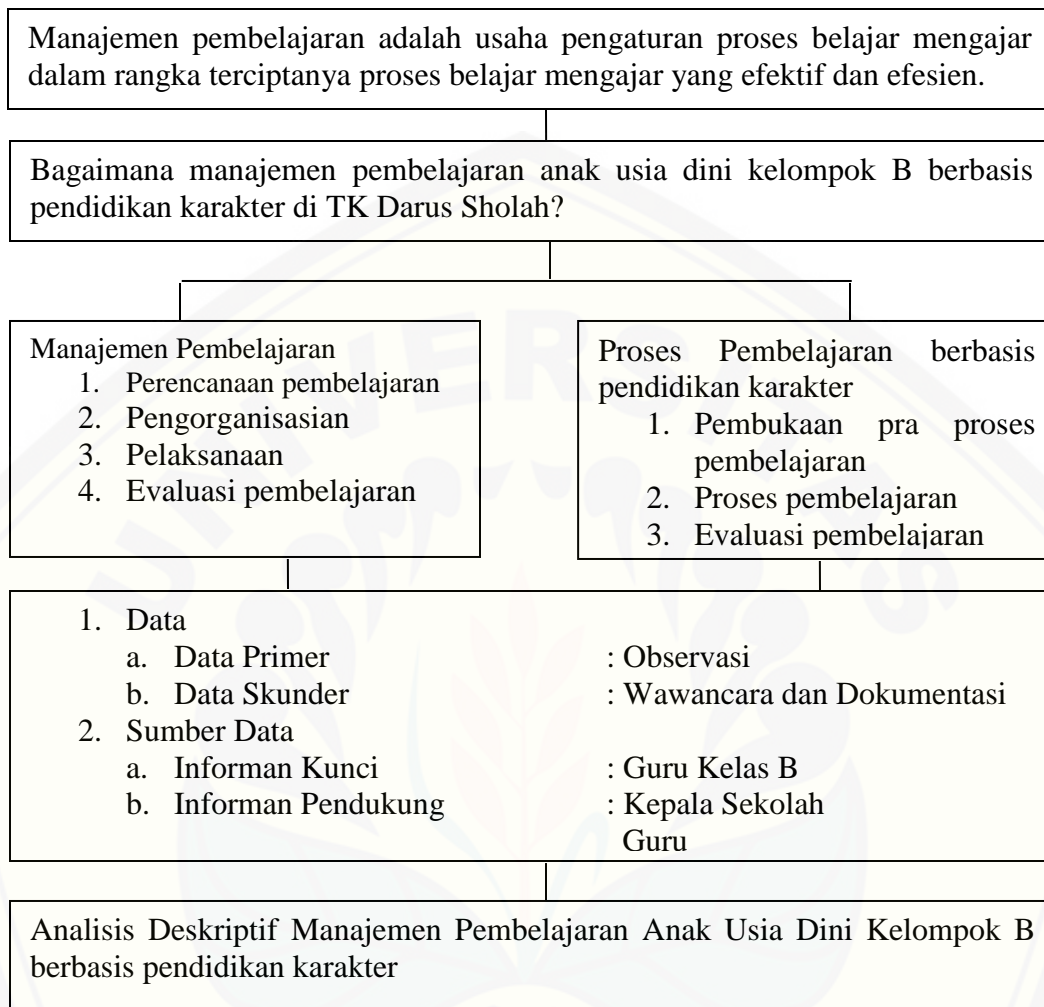 Manajemen pembelajaran adalah usaha pengaturan proses belajar mengajar
dalam rangka terciptanya proses belajar mengajar yang efektif dan efesien.
Bagaimana manajemen pembelajaran anak usia dini kelompok B berbasis
pendidikan karakter di TK Darus Sholah?
Manajemen Pembelajaran
1. Perencanaan pembelajaran
2. Pengorganisasian
3. Pelaksanaan
4. Evaluasi pembelajaran
Proses Pembelajaran berbasis
pendidikan karakter
1. Pembukaan pra proses
pembelajaran
2. Proses pembelajaran
3. Evaluasi pembelajaran
1. Data
a. Data Primer : Observasi
b. Data Skunder : Wawancara dan Dokumentasi
2. Sumber Data
a. Informan Kunci : Guru Kelas B
b. Informan Pendukung : Kepala Sekolah
Guru
Analisis Deskriptif Manajemen Pembelajaran Anak Usia Dini Kelompok B
berbasis pendidikan karakter
UNIVERSITAS